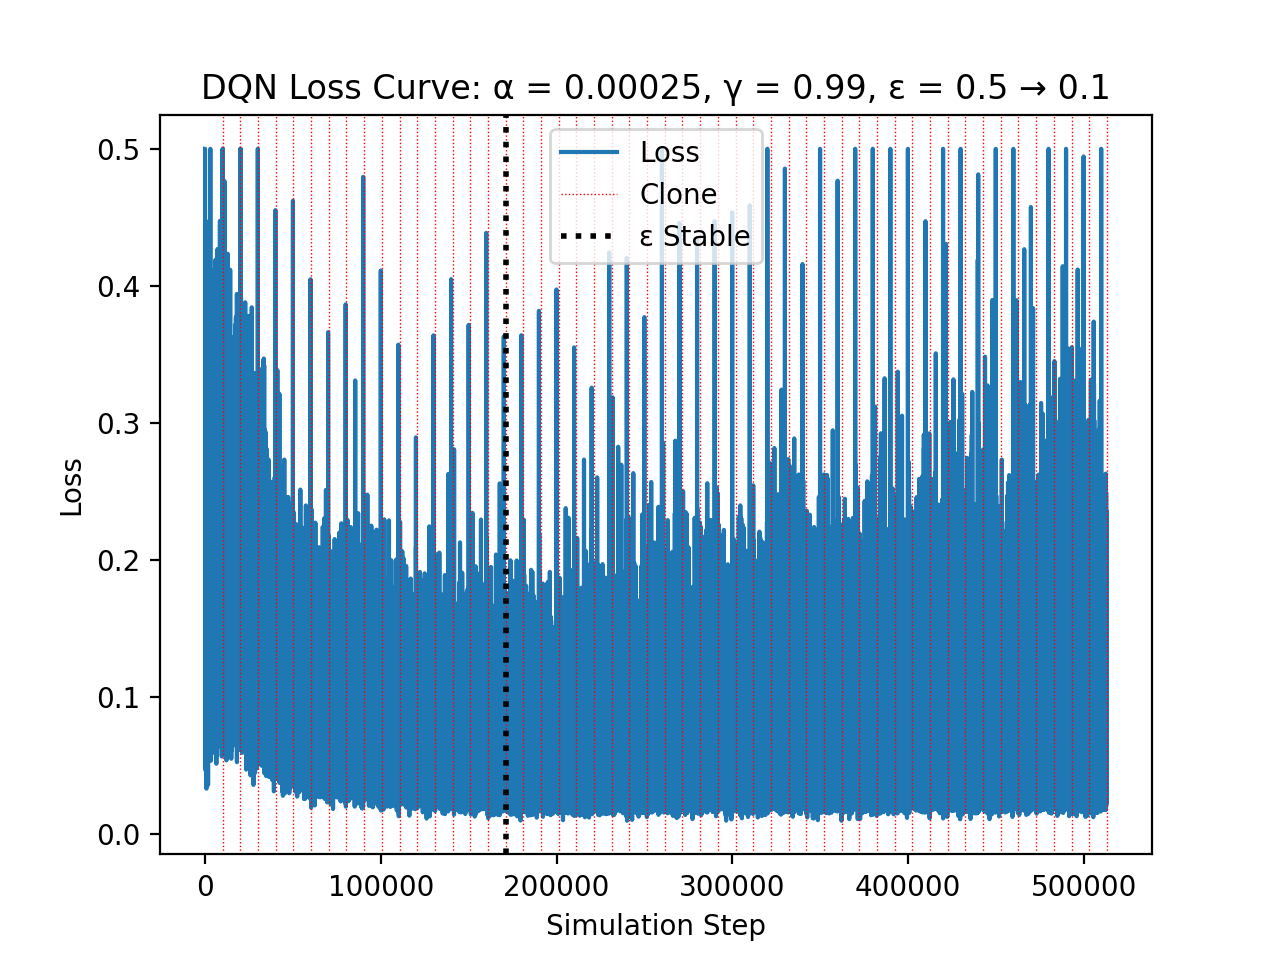 DQN Loss Curve: α = 0.00025, γ = 0.99, ε = 0.5 → 0.1
Loss
Clone
ε Stable
0.5
0.4
0.3
0.2
0.1
0.0
Loss
0 100000 200000 300000 400000 500000
Simulation Step